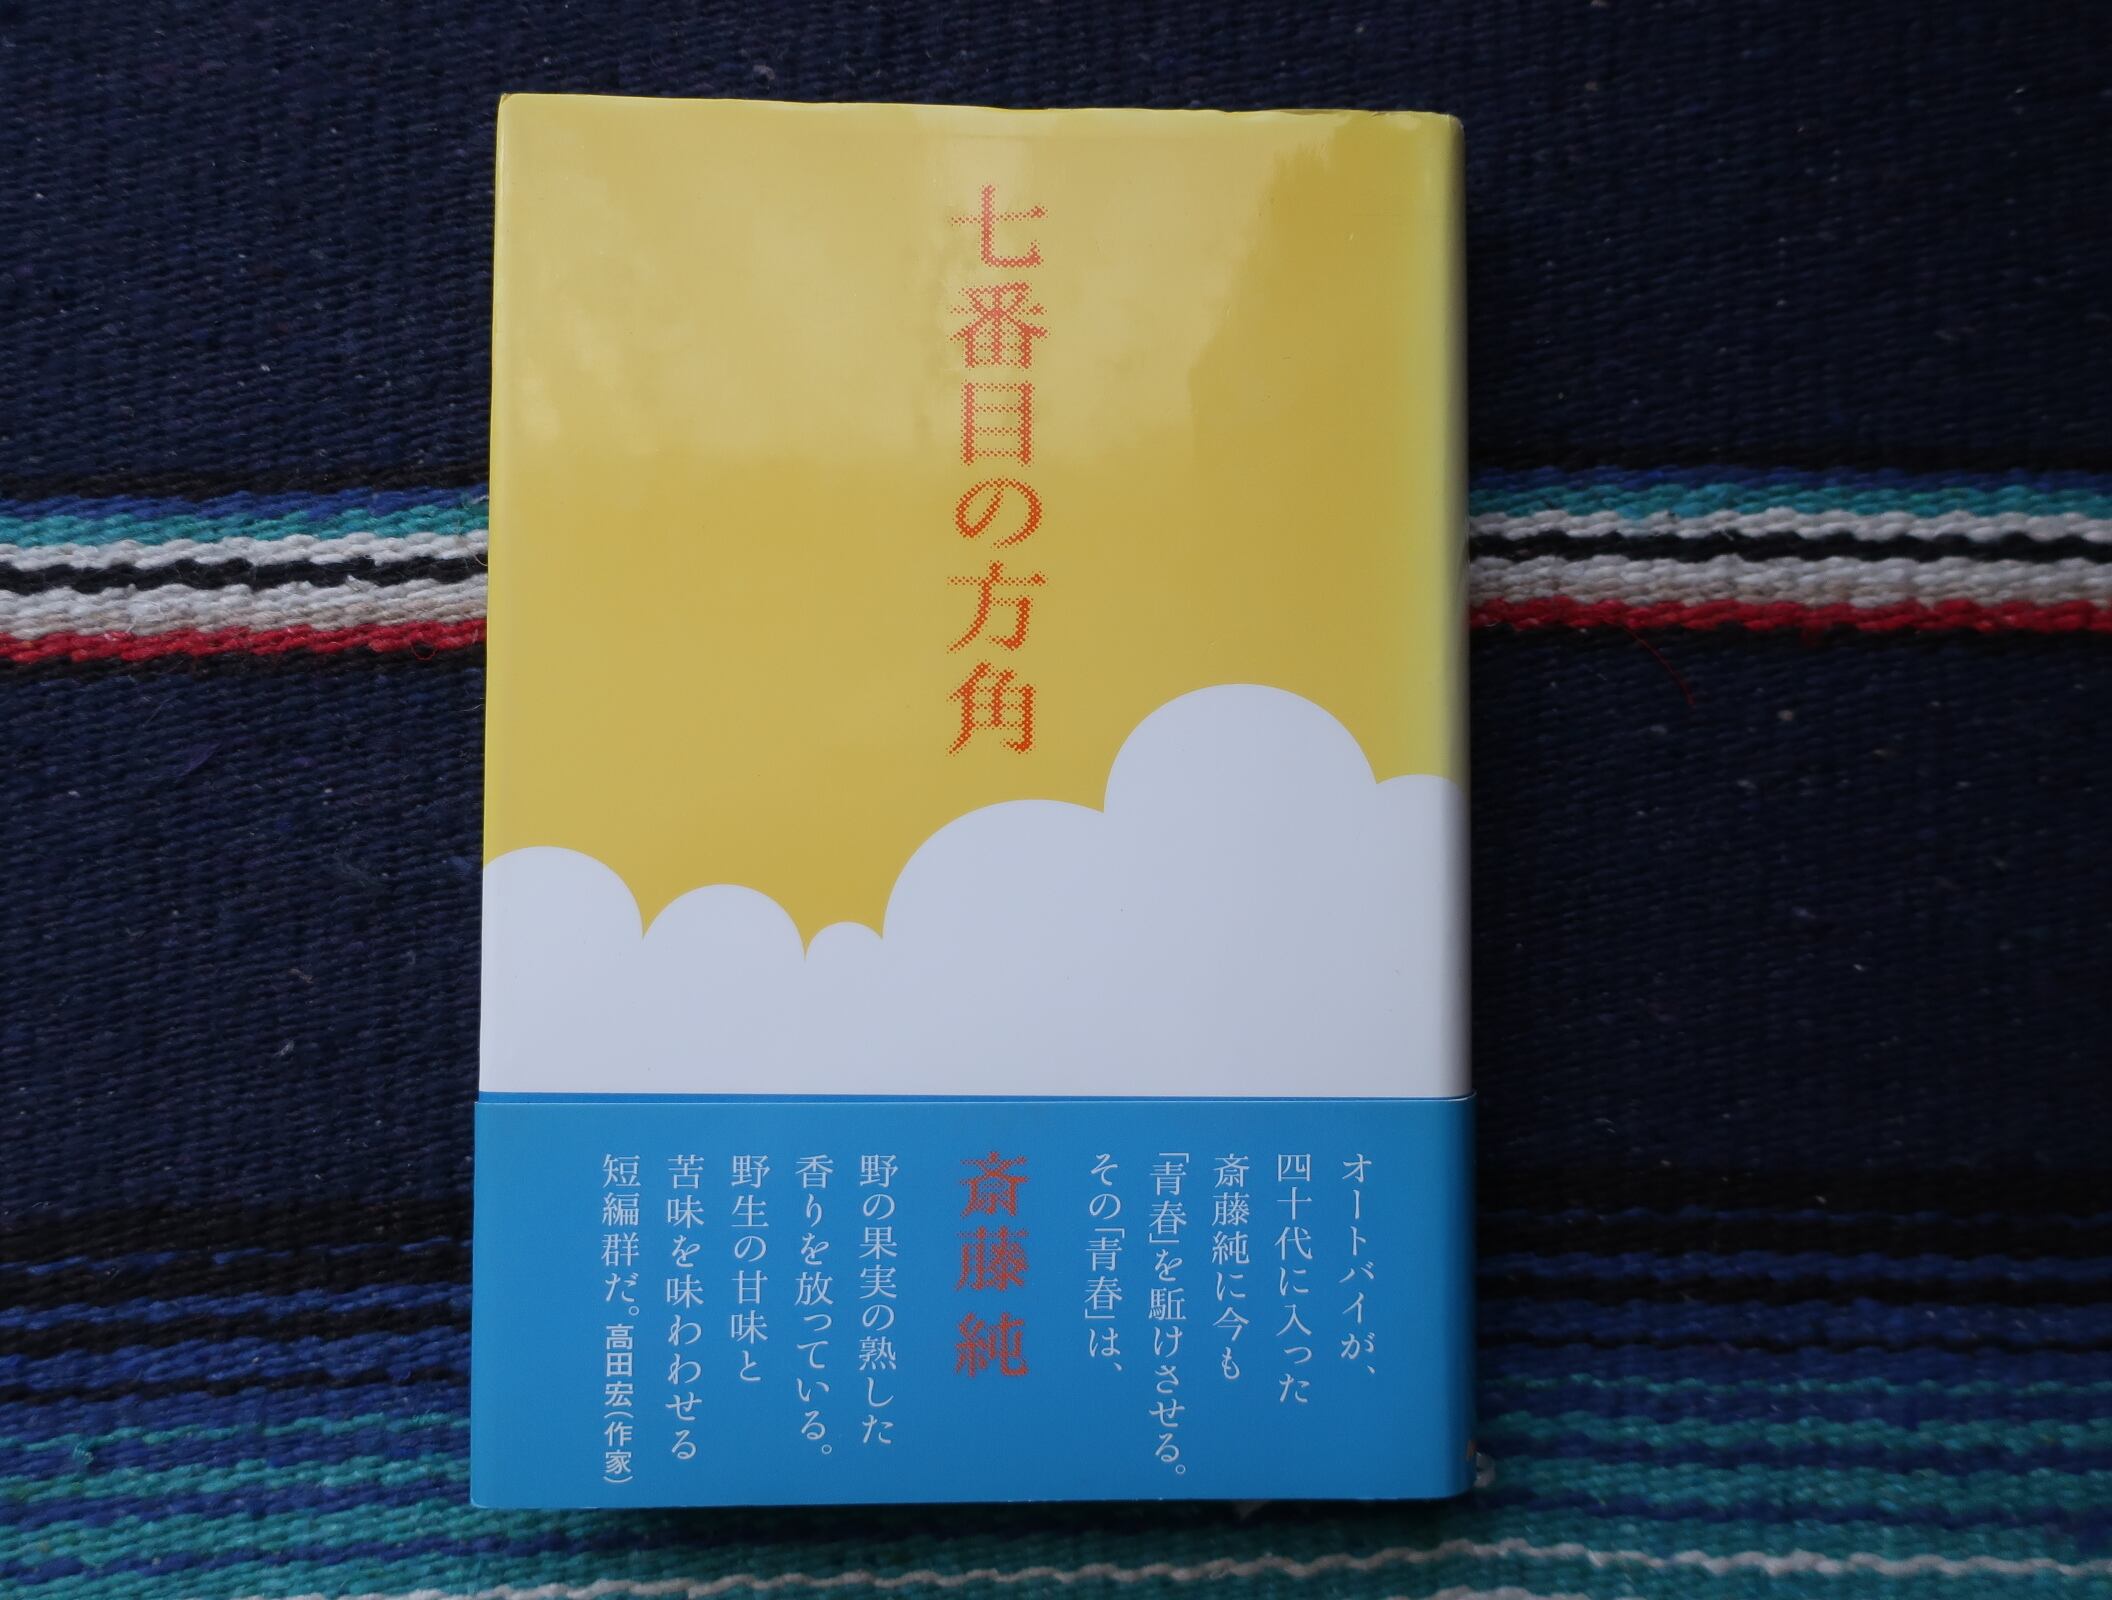 七番目の方角
オートバイが、
四十代に入った
斎藤純に今も
「青春」を駈けさせる。
その「青春」は、
斎藤純
野の果実の熟した
香りを放っている。
野生の甘味と
苦味を味わわせる
短編群だ。高田宏(作家)